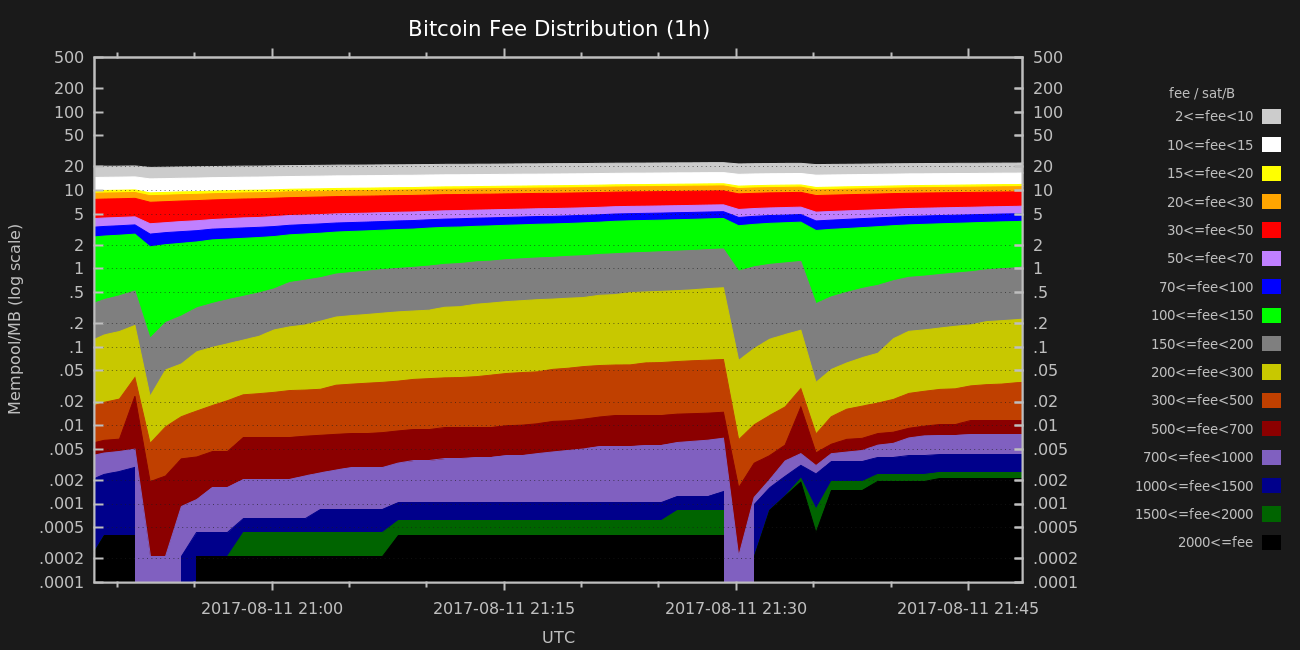 Bitcoin Fee Distribution (1h)
Mempool/MB (log scale)
500
200
100
50
20
10
5
2
1
.5
.2
.1
.05
.02
.01
.005
.002
.001
.0005
.0002
.0001
500
200
100
50
20
10
5
2
1
.5
.2
.1
.05
.02
.01
.005
.002
.001
.0005
.0002
.0001
2017-08-11 21:00
2017-08-11 21:15
2017-08-11 21:30
2017-08-11 21:45
UTC
fee / sat/B
2<=fee<10
10<=fee<15
15<=fee<20
20<=fee<30
30<=fee<50
50<=fee<70
70<=fee<100
100<=fee<150
150<=fee<200
200<=fee<300
300<=fee<500
500<=fee<700
700<=fee<1000
1000<=fee<1500
1500<=fee<2000
2000<=fee